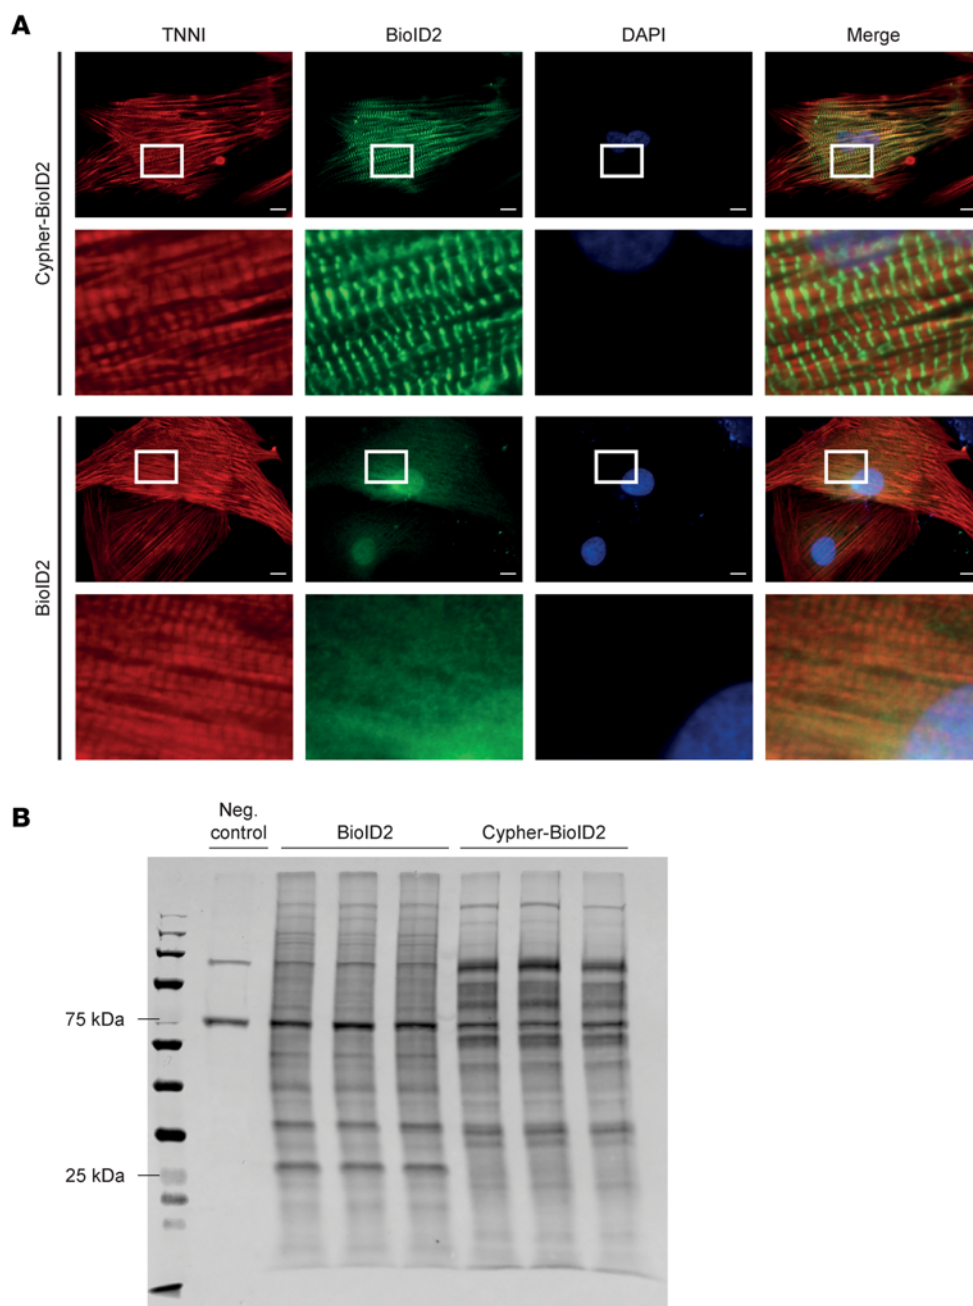 A
TNNI BioID2 DAPI Merge
Cypher-BioID2
BioID2
B
Neg.
control BioID2 Cypher-BioID2
75 kDa
25 kDa